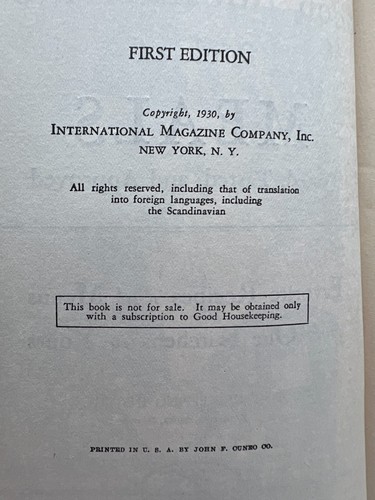 FIRST EDITION
Copyright, 1930, by
INTERNATIONAL MAGAZINE COMPANY, Inc.
NEW YORK, N. Y.
All rights reserved, including that of translation
into foreign languages, including
the Scandinavian
This book is not for sale. It may be obtained only
with a subscription to Good Housekeeping.
PRINTED IN U. S. A. BY JOHN F. CUNEO CO.